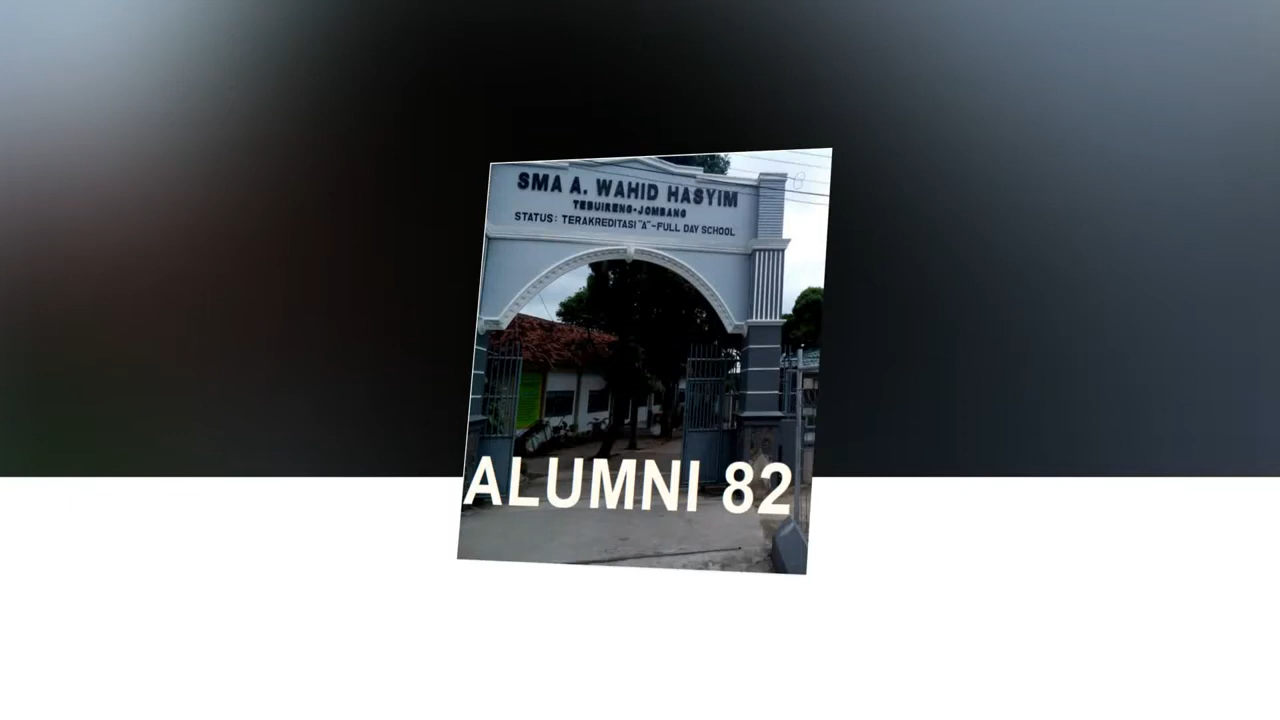 SMA A. WAHID HASYIM
TEBUIRENG-JOMBANG
STATUS: TERAKREDITASI "A"-FULL DAY SCHOOL
ALUMNI 82